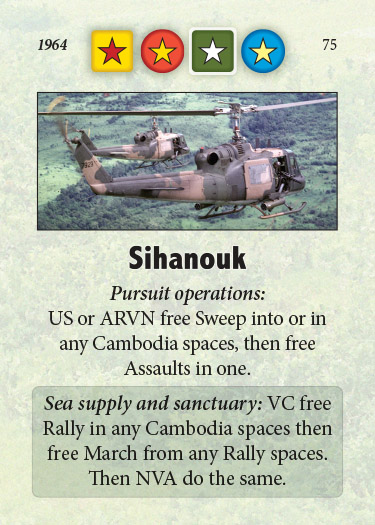 1964 75
Sihanouk
Pursuit operations:
US or ARVN free Sweep into or in
any Cambodia spaces, then free
Assaults in one.
Sea supply and sanctuary: VC free
Rally in any Cambodia spaces then
free March from any Rally spaces.
Then NVA do the same.